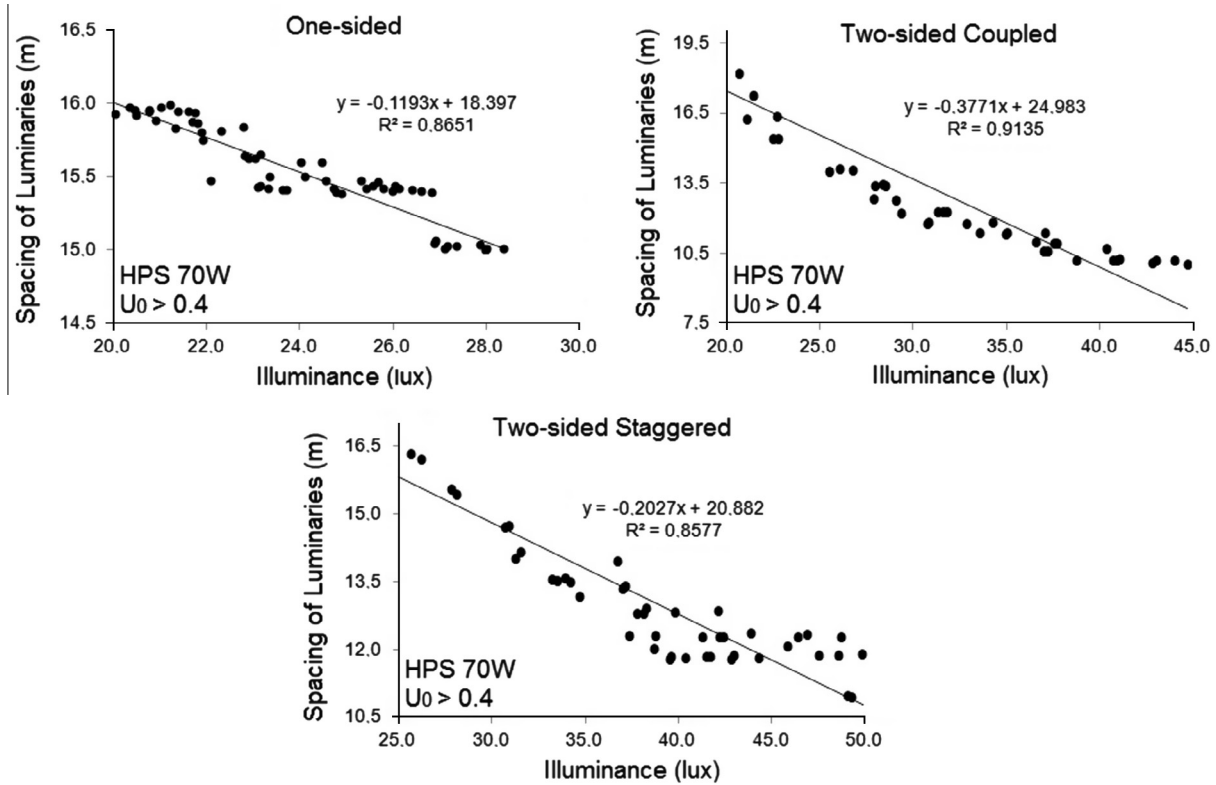 One-sided
Spacing of Luminaries (m)
16.5
16.0
15.5
15.0
14.5
y = -0.1193x + 18.397
R² = 0.8651
HPS 70W
U0 > 0.4
20.0 22.0 24.0 26.0 28.0 30.0
Illuminance (lux)
Two-sided Coupled
Spacing of Luminaries (m)
19.5
16.5
13.5
10.5
7.5
y = -0.3771x + 24.983
R² = 0.9135
HPS 70W
U0 > 0.4
20.0 25.0 30.0 35.0 40.0 45.0
Illuminance (lux)
Two-sided Staggered
Spacing of Luminaries (m)
16.5
15.0
13.5
12.0
10.5
y = -0.2027x + 20.882
R² = 0.8577
HPS 70W
U0 > 0.4
25.0 30.0 35.0 40.0 45.0 50.0
Illuminance (lux)